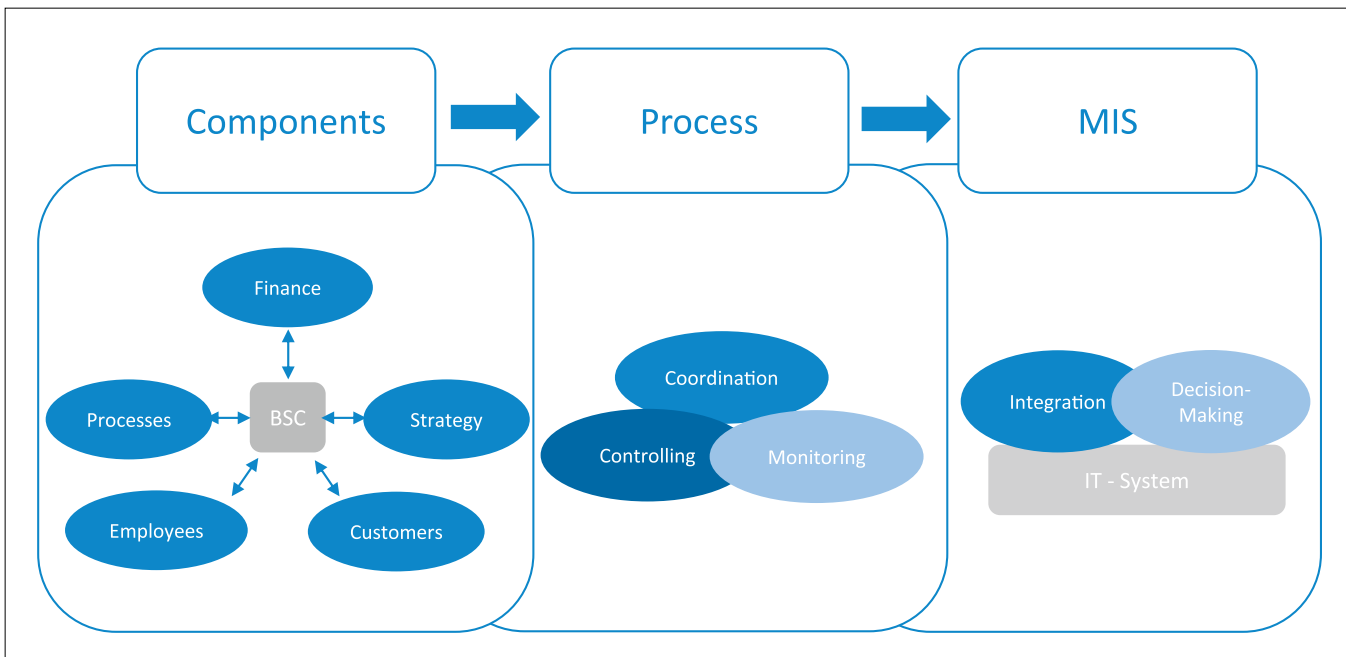 Components
Process
MIS
Finance
Processes
BSC
Strategy
Employees
Customers
Coordination
Controlling
Monitoring
Integration
Decision-
Making
IT - System